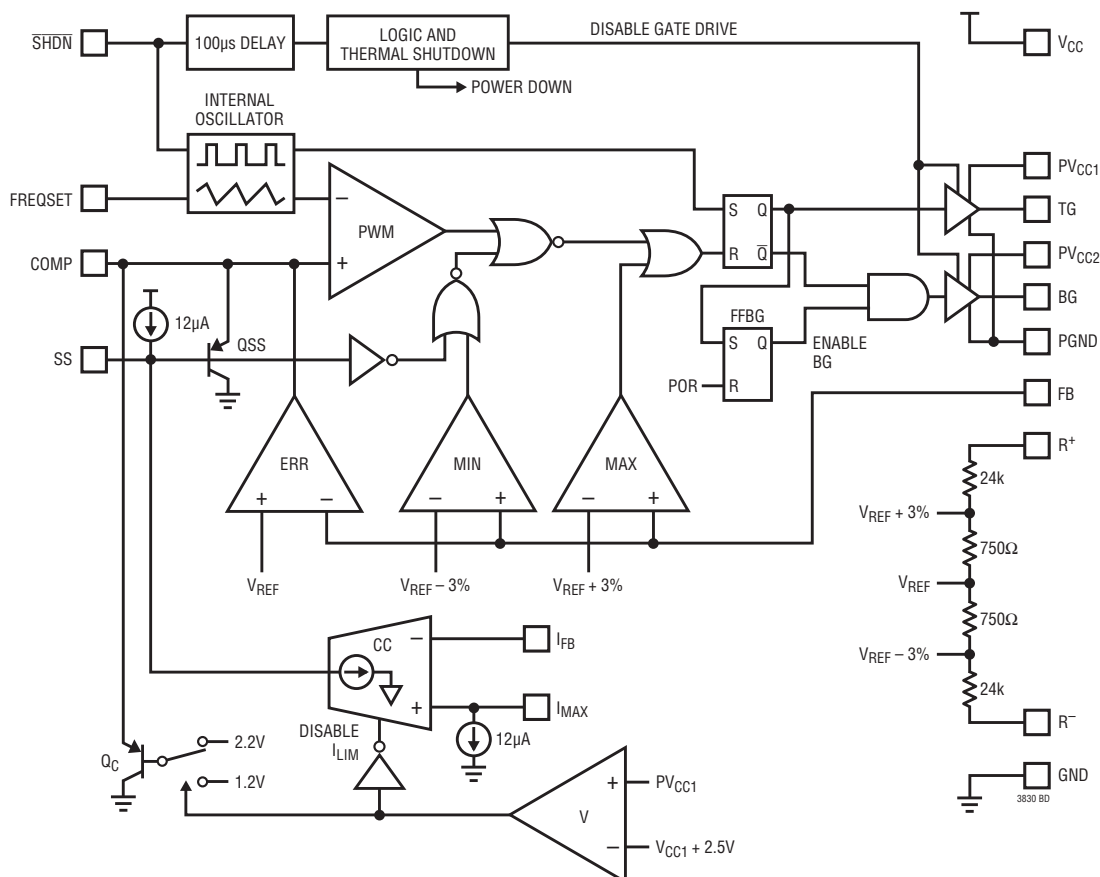 SHDN
100µs DELAY
LOGIC AND
THERMAL SHUTDOWN
DISABLE GATE DRIVE
VCC
POWER DOWN
INTERNAL
OSCILLATOR
FREQSET
PWM
−
+
S
Q
R
Q
PVCC1
TG
PVCC2
BG
PGND
COMP
12µA
SS
QSS
FFBG
S
Q
R
POR
ENABLE
BG
FB
ERR
+
−
MIN
−
+
MAX
−
+
VREF
VREF – 3%
VREF + 3%
R+
24k
VREF + 3%
750Ω
VREF
750Ω
VREF – 3%
24k
R−
CC
−
+
IFB
IMAX
12µA
DISABLE
ILIM
QC
2.2V
1.2V
V
+
−
PVCC1
VCC1 + 2.5V
GND
3830 BD